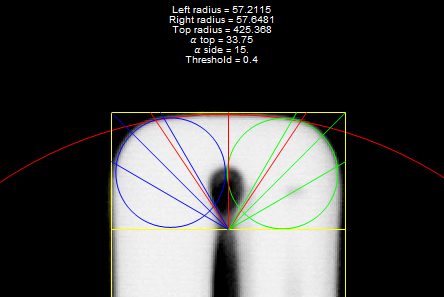 Left radius = 57.2115
Right radius = 57.6481
Top radius = 425.368
α top = 33.75
α side = 15.
Threshold = 0.4